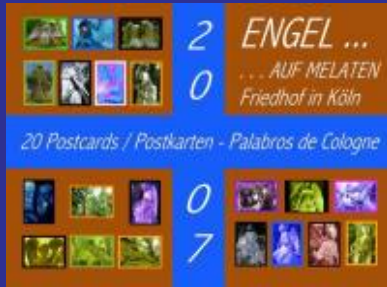 2
0
ENGEL ...
... AUF MELATEN
Friedhof in Köln
20 Postcards / Postkarten - Palabros de Cologne
0
7